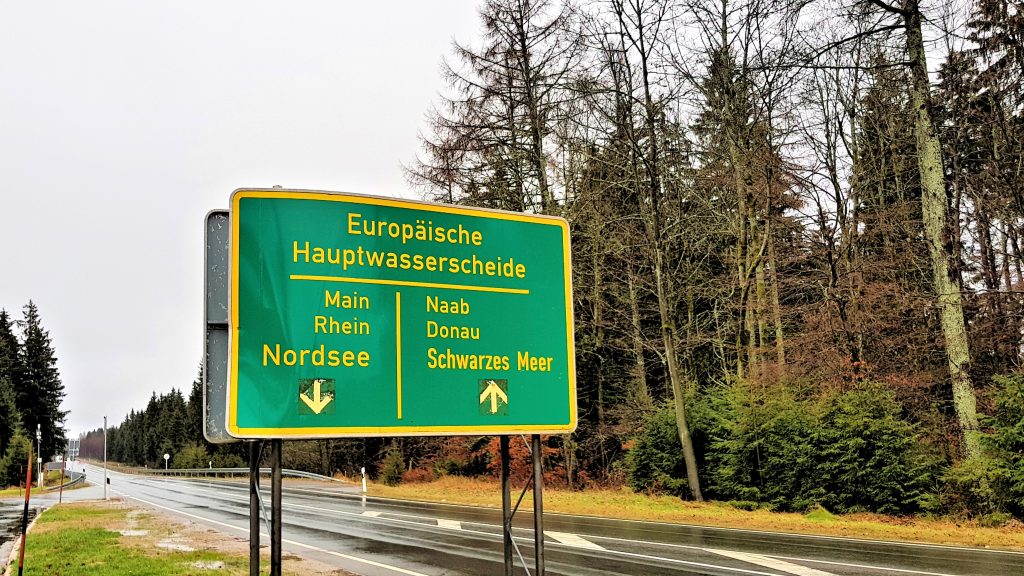 Europäische
Hauptwasserscheide
Main
Rhein
Nordsee
Naab
Donau
Schwarzes Meer